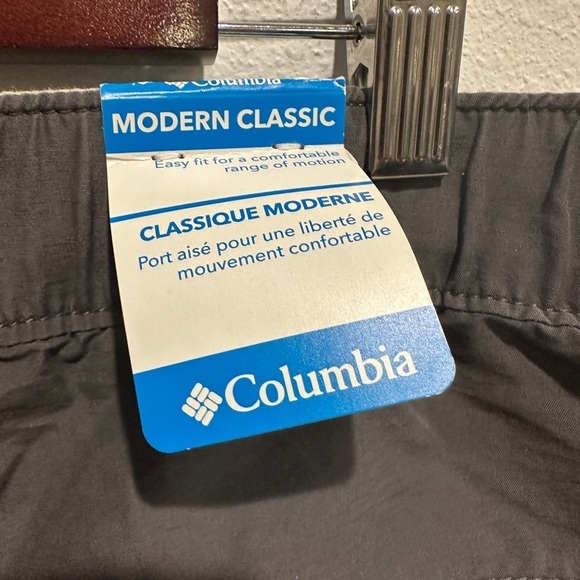 Columbia
MODERN CLASSIC
Easy fit for a comfortable
range of motion
CLASSIQUE MODERNE
Port aisé pour une liberté de
mouvement confortable
Columbia